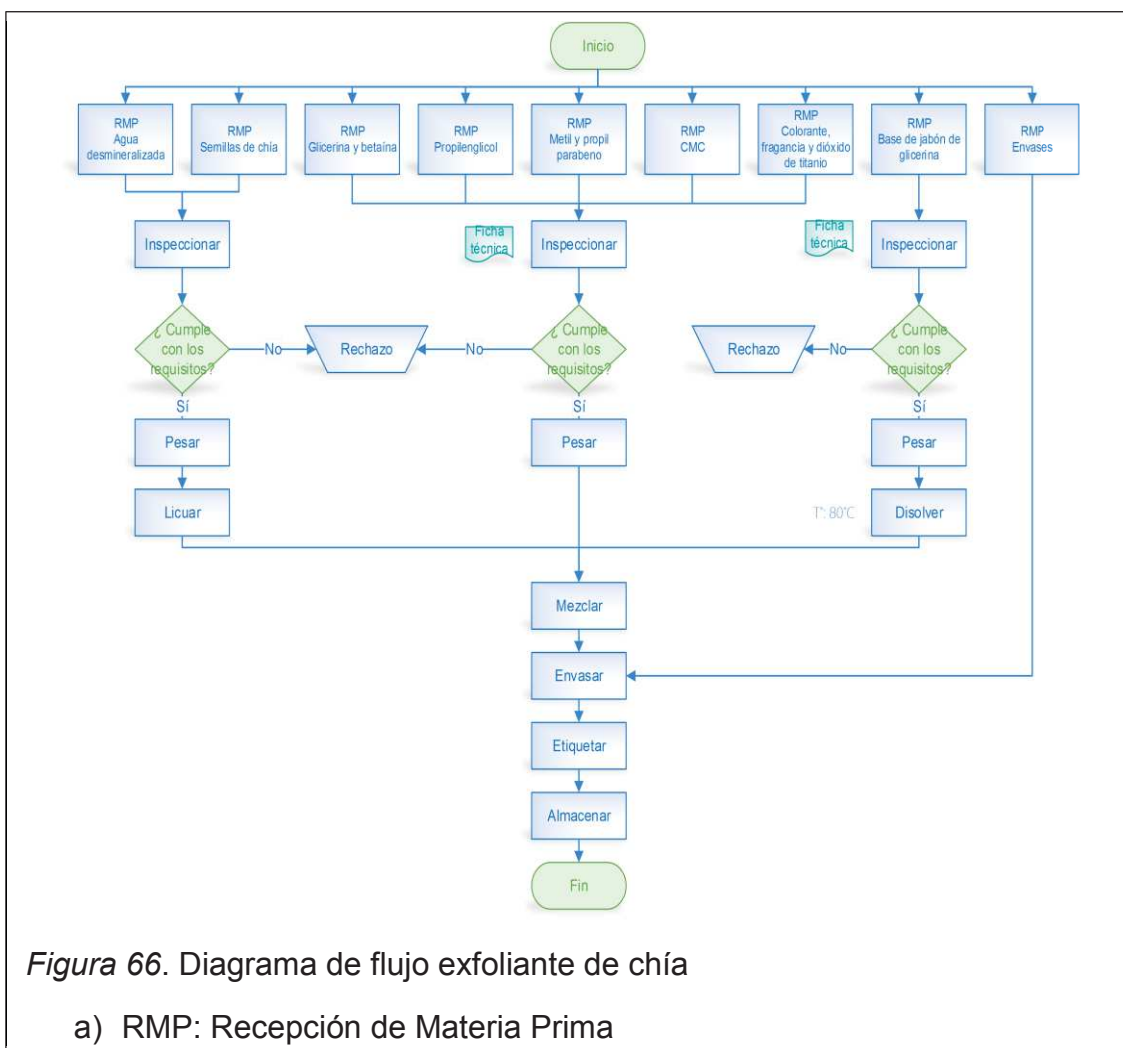 Inicio
RMP
Agua
desmineralizada
RMP
Semillas de chía
RMP
Glicerina y betaína
RMP
Propilenglicol
RMP
Metil y propil
parabeno
RMP
CMC
RMP
Colorante,
fragancia y dióxido
de titanio
RMP
Base de jabón de
glicerina
RMP
Envases
Inspeccionar
Ficha
técnica
Inspeccionar
Ficha
técnica
Inspeccionar
¿ Cumple
con los
requisitos?
No
Rechazo
No
¿ Cumple
con los
requisitos?
Rechazo
No
¿ Cumple
con los
requisitos?
Sí
Sí
Sí
Pesar
Pesar
Pesar
Licuar
T°: 80°C
Disolver
Mezclar
Envasar
Etiquetar
Almacenar
Fin
Figura 66. Diagrama de flujo exfoliante de chía
a) RMP: Recepción de Materia Prima